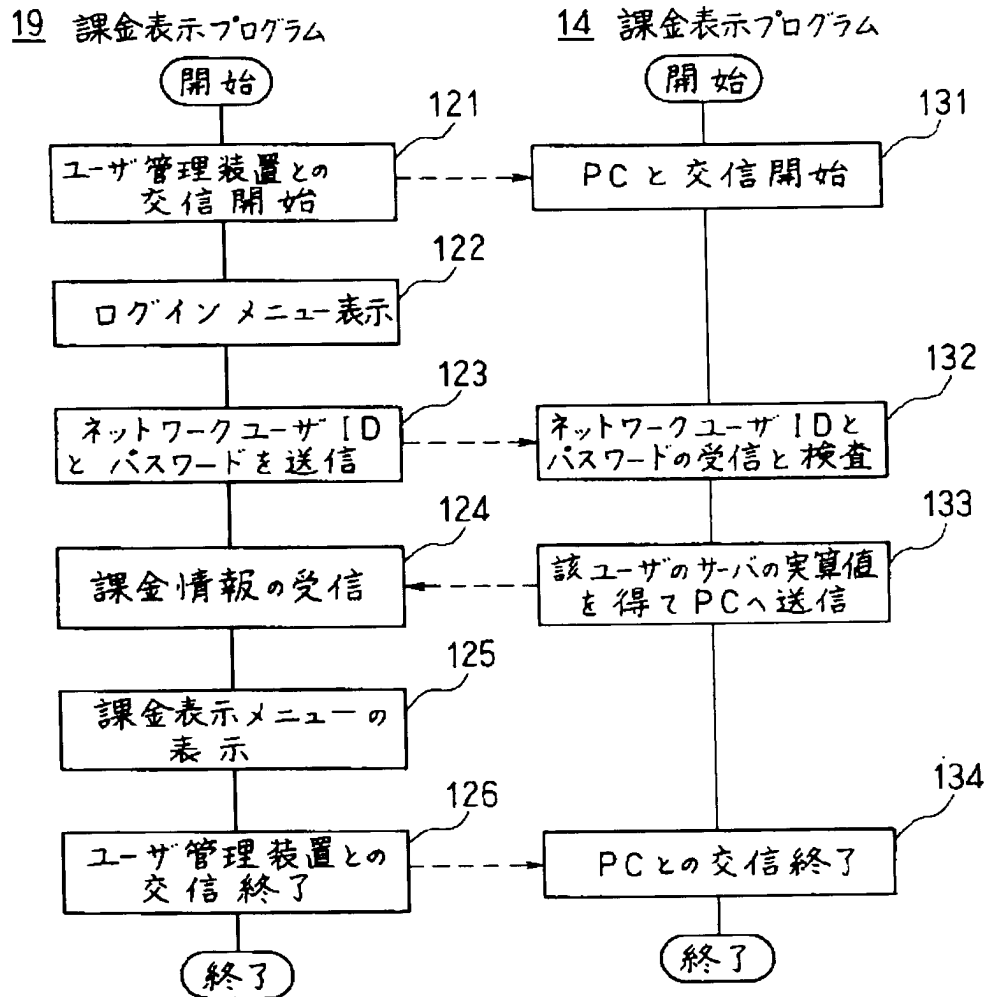 19 課金表示プログラム
開始
121
ユーザ管理装置との
交信開始
122
ログインメニュー表示
123
ネットワークユーザID
とパスワードを送信
124
課金情報の受信
125
課金表示メニューの
表示
126
ユーザ管理装置との
交信終了
終了
14 課金表示プログラム
開始
131
PCと交信開始
132
ネットワークユーザIDと
パスワードの受信と検査
133
該ユーザのサーバの実算値
を得てPCへ送信
134
PCとの交信終了
終了